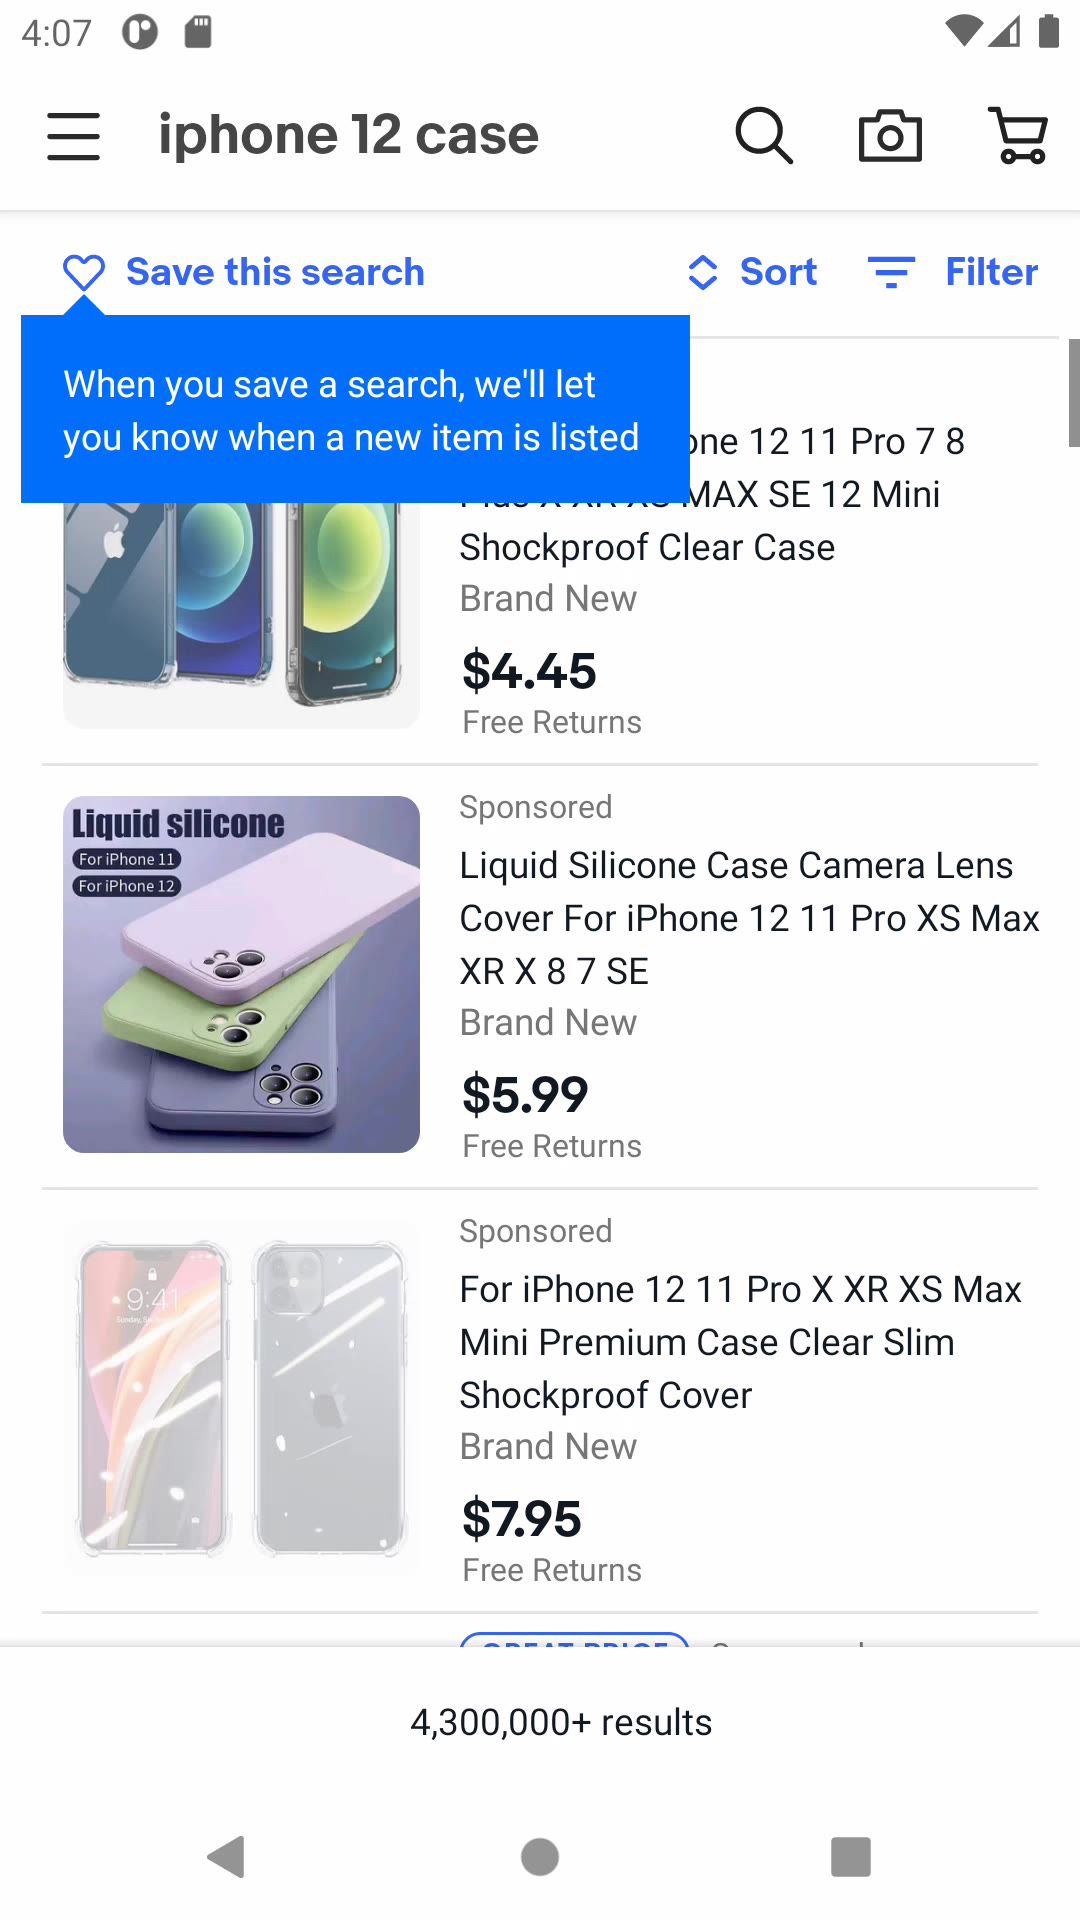 4:07
iphone 12 case
Save this search
Sort
Filter
When you save a search, we'll let
you know when a new item is listed
one 12 11 Pro 7 8
Plus X XR XS MAX SE 12 Mini
Shockproof Clear Case
Brand New
$4.45
Free Returns
Liquid silicone
For iPhone 11
For iPhone 12
Sponsored
Liquid Silicone Case Camera Lens
Cover For iPhone 12 11 Pro XS Max
XR X 8 7 SE
Brand New
$5.99
Free Returns
9:41
Sponsored
For iPhone 12 11 Pro X XR XS Max
Mini Premium Case Clear Slim
Shockproof Cover
Brand New
$7.95
Free Returns
GREAT PRICE
4,300,000+ results